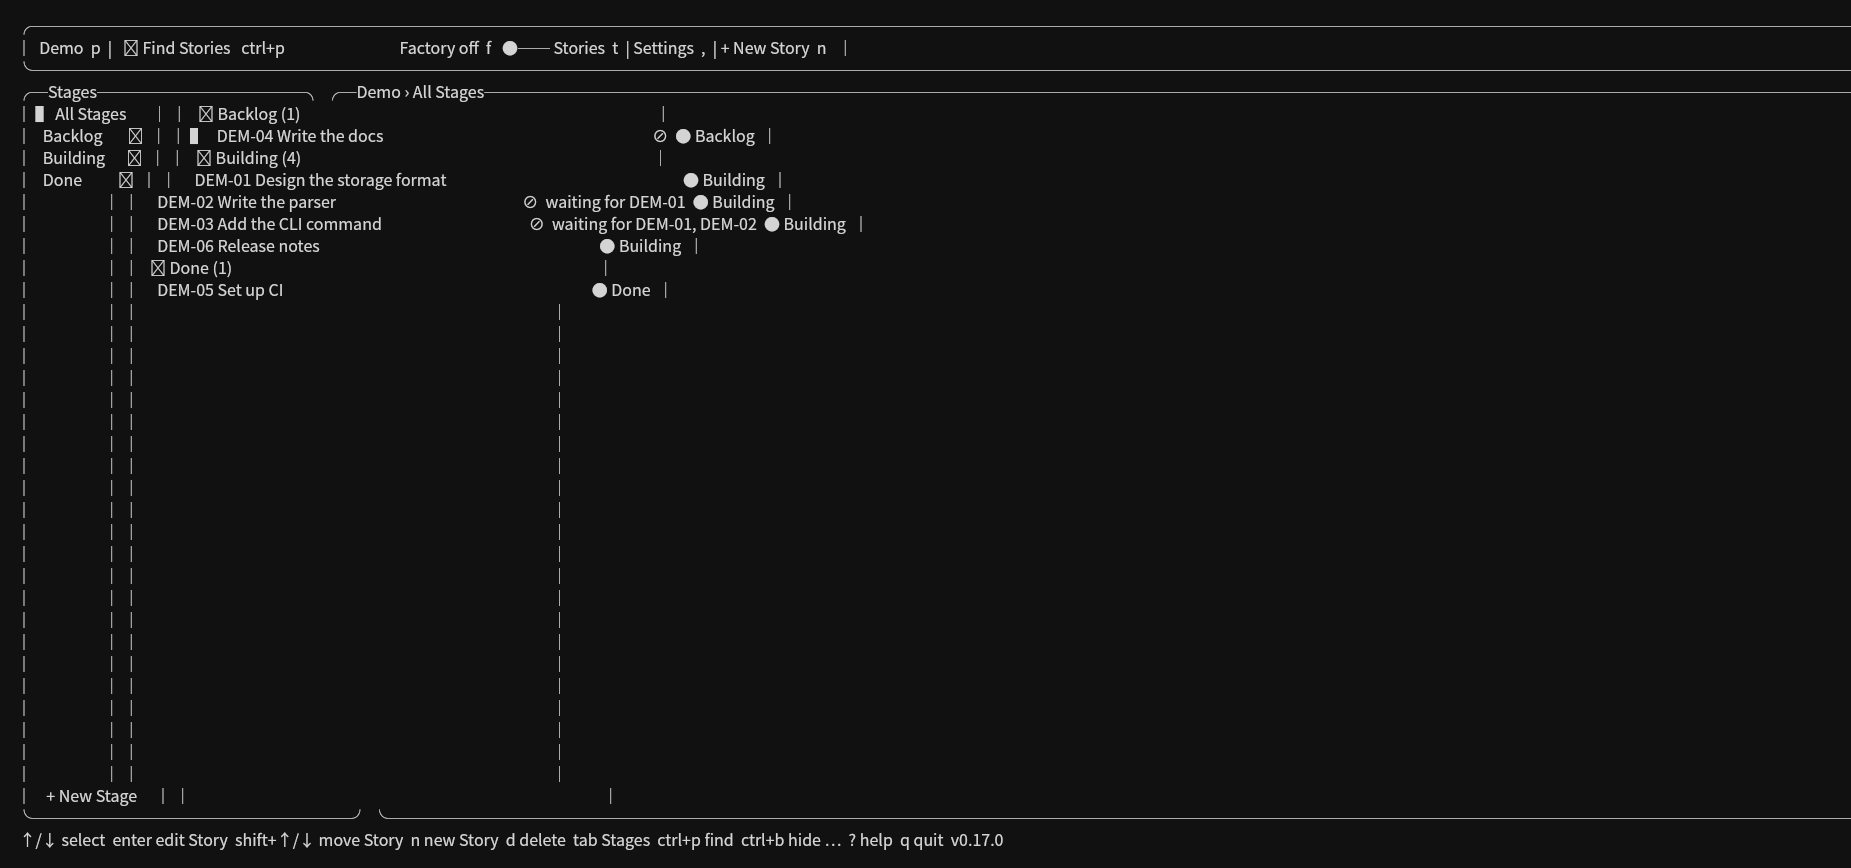 Demo p | Find Stories ctrl+p Factory off f ●—— Stories t | Settings , | + New Story n
Stages Demo › All Stages
All Stages Backlog (1)
Backlog DEM-04 Write the docs ⊘ ● Backlog
Building Building (4)
Done DEM-01 Design the storage format ● Building
DEM-02 Write the parser ⊘ waiting for DEM-01 ● Building
DEM-03 Add the CLI command ⊘ waiting for DEM-01, DEM-02 ● Building
DEM-06 Release notes ● Building
Done (1)
DEM-05 Set up CI ● Done
+ New Stage
↑/↓ select enter edit Story shift+↑/↓ move Story n new Story d delete tab Stages ctrl+p find ctrl+b hide … ? help q quit v0.17.0